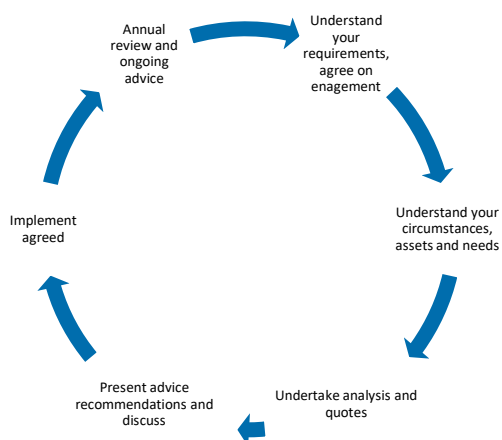 Annual
review and
ongoing
advice
Understand
your
requirements,
agree on
enagement
Understand your
circumstances,
assets and needs
Undertake analysis and
quotes
Present advice
recommendations and
discuss
Implement
agreed